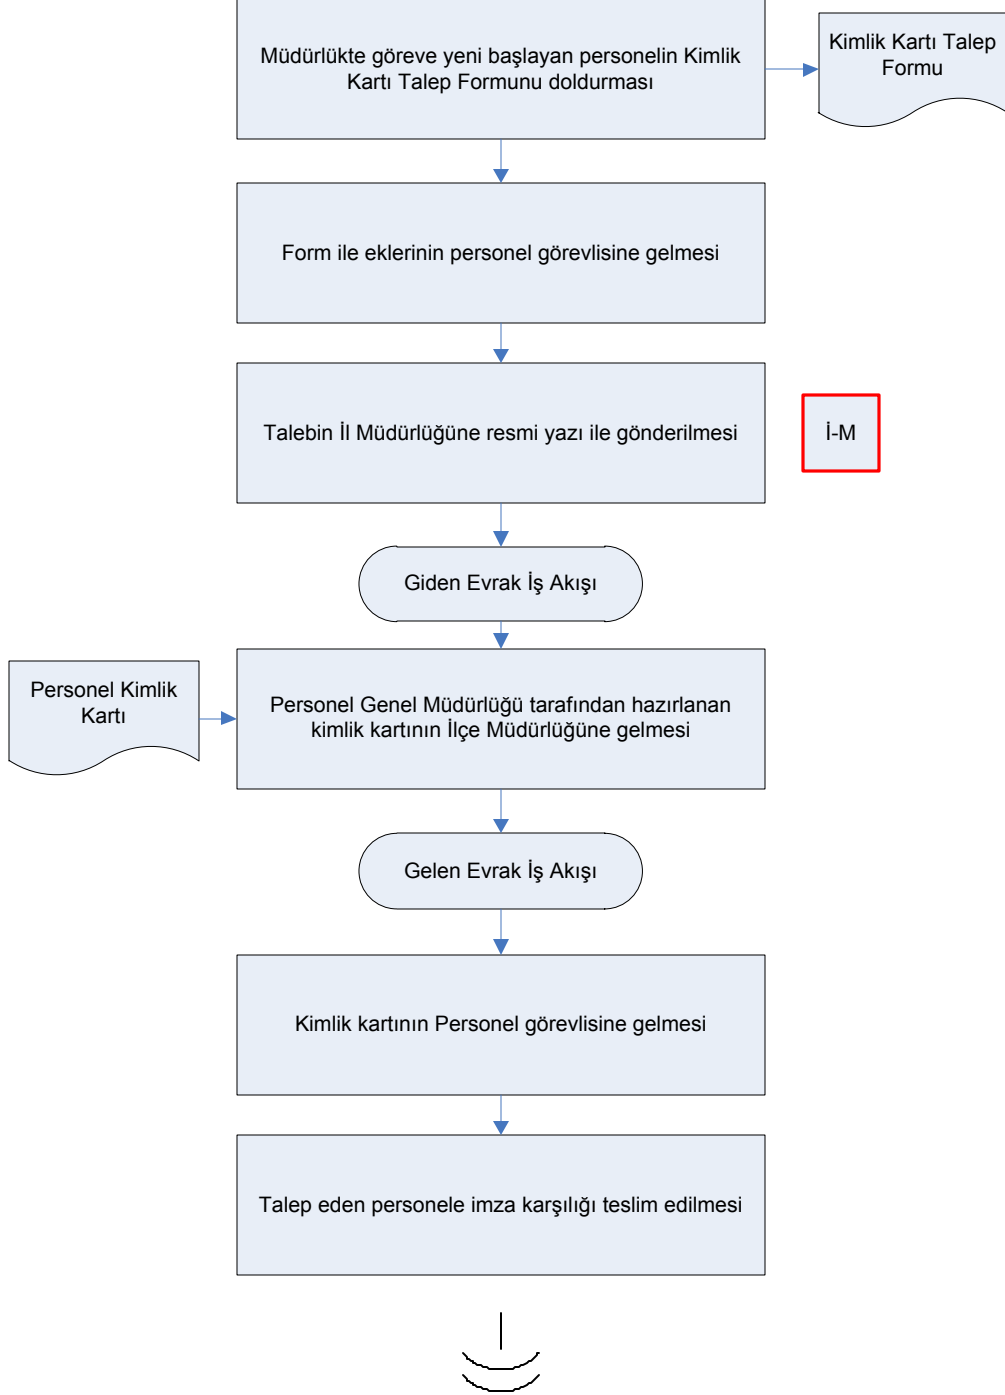 Müdürlükte göreve yeni başlayan personelin Kimlik
Kartı Talep Formunu doldurması
Kimlik Kartı Talep
Formu
Form ile eklerinin personel görevlisine gelmesi
Talebin İl Müdürlüğüne resmi yazı ile gönderilmesi
İ-M
Giden Evrak İş Akışı
Personel Kimlik
Kartı
Personel Genel Müdürlüğü tarafından hazırlanan
kimlik kartının İlçe Müdürlüğüne gelmesi
Gelen Evrak İş Akışı
Kimlik kartının Personel görevlisine gelmesi
Talep eden personele imza karşılığı teslim edilmesi